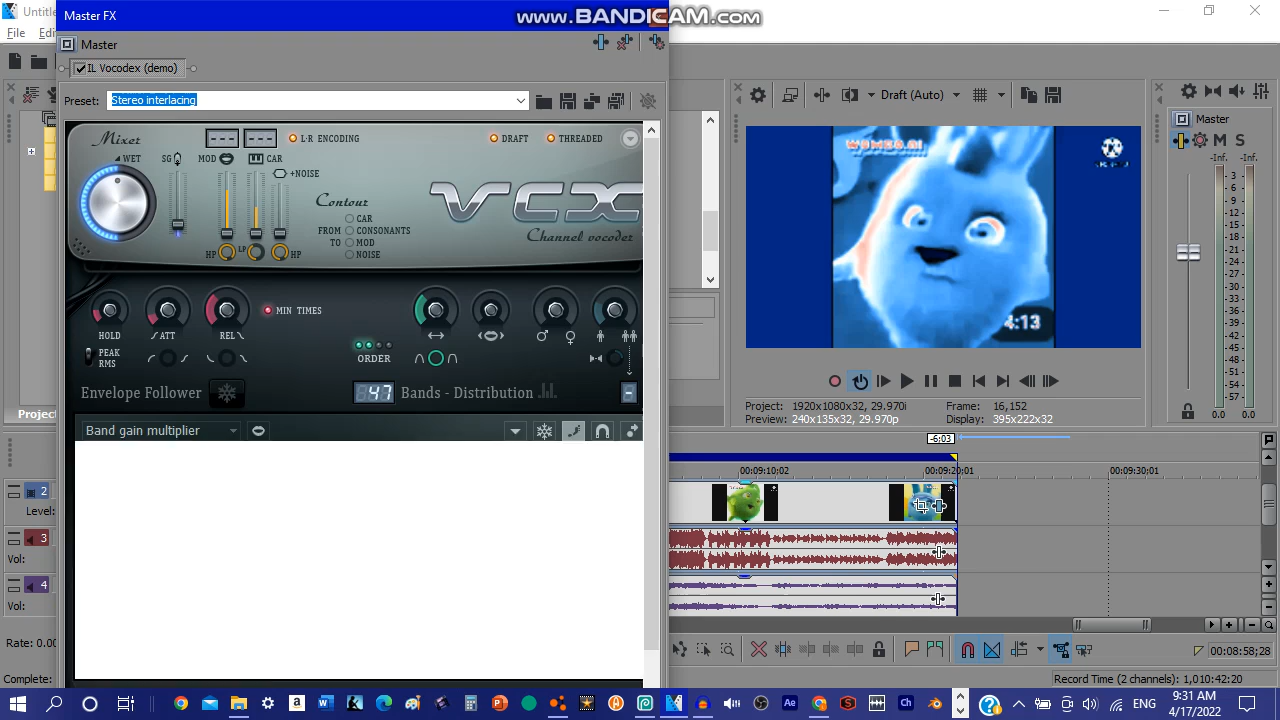 Untitle
Master FX
www.BANDICAM.com
File
Edi
Master
IL Vocodex (demo)
Preset:
Stereo interlacing
Draft (Auto)
Master
Mixer
--- ---
L-R ENCODING
DRAFT
THREADED
WET
SG
MOD
CAR
+NOISE
Contour
CAR
FROM
CONSONANTS
TO
MOD
NOISE
HP
LP
HP
VCX
Channel vocoder
HOLD
ATT
REL
MIN TIMES
PEAK
RMS
ORDER
Envelope Follower
47
Bands - Distribution
Band gain multiplier
4:13
-Inf.
-Inf.
- 3 -
- 6 -
- 9 -
-12-
-15-
-18-
-21-
-24-
-27-
-30-
-33-
-36-
-39-
-42-
-45-
-48-
-51-
-54-
-57-
0.0
0.0
M S
Project: 1920x1080x32, 29.970i
Frame: 16,152
Preview: 240x135x32, 29.970p
Display: 395x222x32
Project
-6:03
00:09:10:02
00:09:20:01
00:09:30:01
2
Level:
3
Vol:
4
Vol:
Rate: 0.00
00:08:58;28
Complete:
Record Time (2 channels): 1,010:42:20
ENG
9:31 AM
4/17/2022